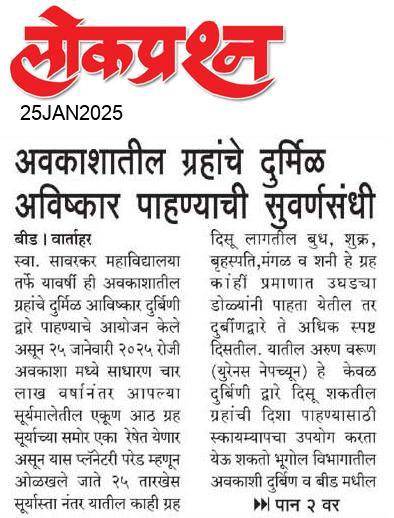 लोकप्रश्न
25JAN2025
अवकाशातील ग्रहांचे दुर्मिळ
अविष्कार पाहण्याची सुवर्णसंधी
बीड । वार्ताहर
स्वा. सावरकर महाविद्यालया
तर्फे यावर्षी ही अवकाशातील
ग्रहांचे दुर्मिळ आविष्कार दुर्बिणी
द्वारे पाहण्याचे आयोजन केले
असून २५ जानेवारी २०२५ रोजी
अवकाशा मध्ये साधारण चार
लाख वर्षानंतर आपल्या
सूर्यमालेतील एकूण आठ ग्रह
सूर्याच्या समोर एका रेषेत येणार
असून यास प्लॅनेटरी परेड म्हणून
ओळखले जाते २५ तारखेस
सूर्यास्ता नंतर यातील काही ग्रह
दिसू लागतील बुध, शुक्र,
बृहस्पति,मंगळ व शनी हे ग्रह
कांहीं प्रमाणात उघडया
डोळ्यांनी पाहता येतील तर
दुर्बीणद्वारे ते अधिक स्पष्ट
दिसतील. यातील अरुण वरूण
(युरेनस नेपच्यून) हे केवळ
दुर्बिणी द्वारे दिसू शकतील
ग्रहांची दिशा पाहण्यासाठी
स्कायम्यापचा उपयोग करता
येऊ शकतो भूगोल विभागातील
अवकाशी दुर्बिण व बीड मधील
पान २ वर